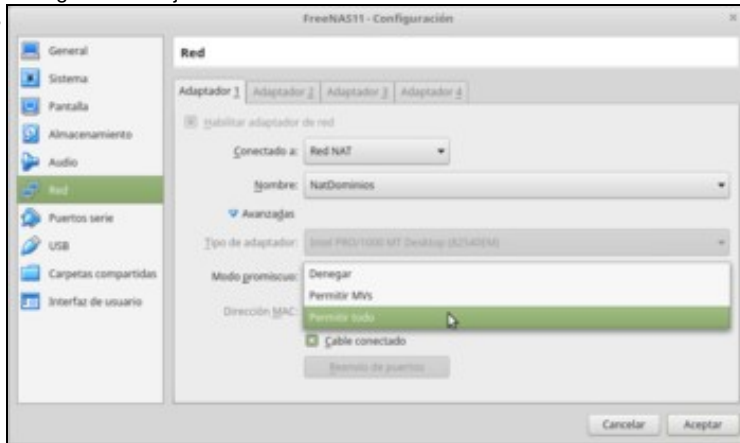 FreeNAS11 - Configuración
General
Sistema
Pantalla
Almacenamiento
Audio
Red
Puertos serie
USB
Carpetas compartidas
Interfaz de usuario
Red
Adaptador 1 Adaptador 2 Adaptador 3 Adaptador 4
Habilitar adaptador de red
Conectado a: Red NAT
Nombre: NatDominios
Avanzadas
Tipo de adaptador: Intel PRO/1000 MT Desktop (82540EM)
Modo promiscuo: Denegar
Permitir MVs
Dirección MAC: Permitir todo
Cable conectado
Reenvío de puertos
Cancelar Aceptar